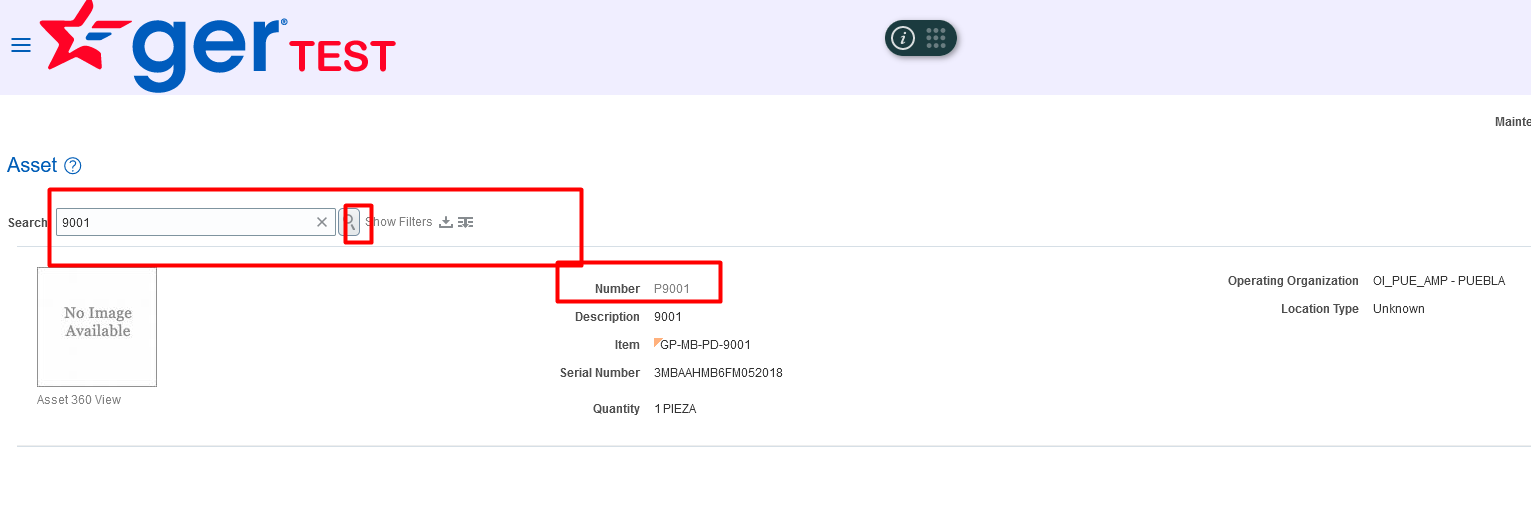 ger® TEST
Mainte
Asset ?
Search 9001 Show Filters
No Image
Available
Asset 360 View
Number P9001
Description 9001
Item GP-MB-PD-9001
Serial Number 3MBAAHMB6FM052018
Quantity 1 PIEZA
Operating Organization OI_PUE_AMP - PUEBLA
Location Type Unknown